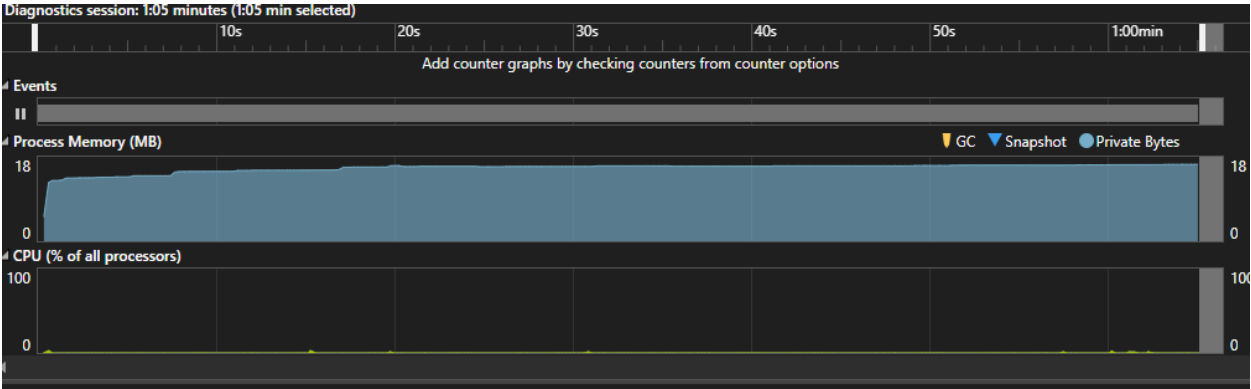 Diagnostics session: 1:05 minutes (1:05 min selected)
10s 20s 30s 40s 50s 1:00min
Add counter graphs by checking counters from counter options
Events
Process Memory (MB) GC Snapshot Private Bytes
18 18
0 0
CPU (% of all processors)
100 100
0 0